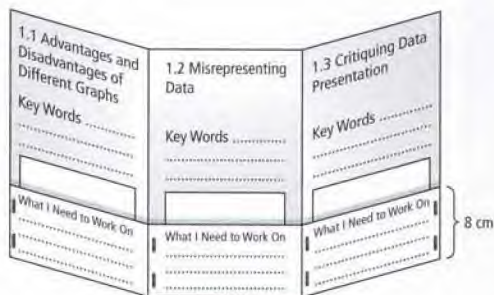 1.1 Advantages and
Disadvantages of
Different Graphs
Key Words ............
What I Need to Work On
1.2 Misrepresenting
Data
Key Words ............
What I Need to Work On
1.3 Critiquing Data
Presentation
Key Words ............
What I Need to Work On
8 cm